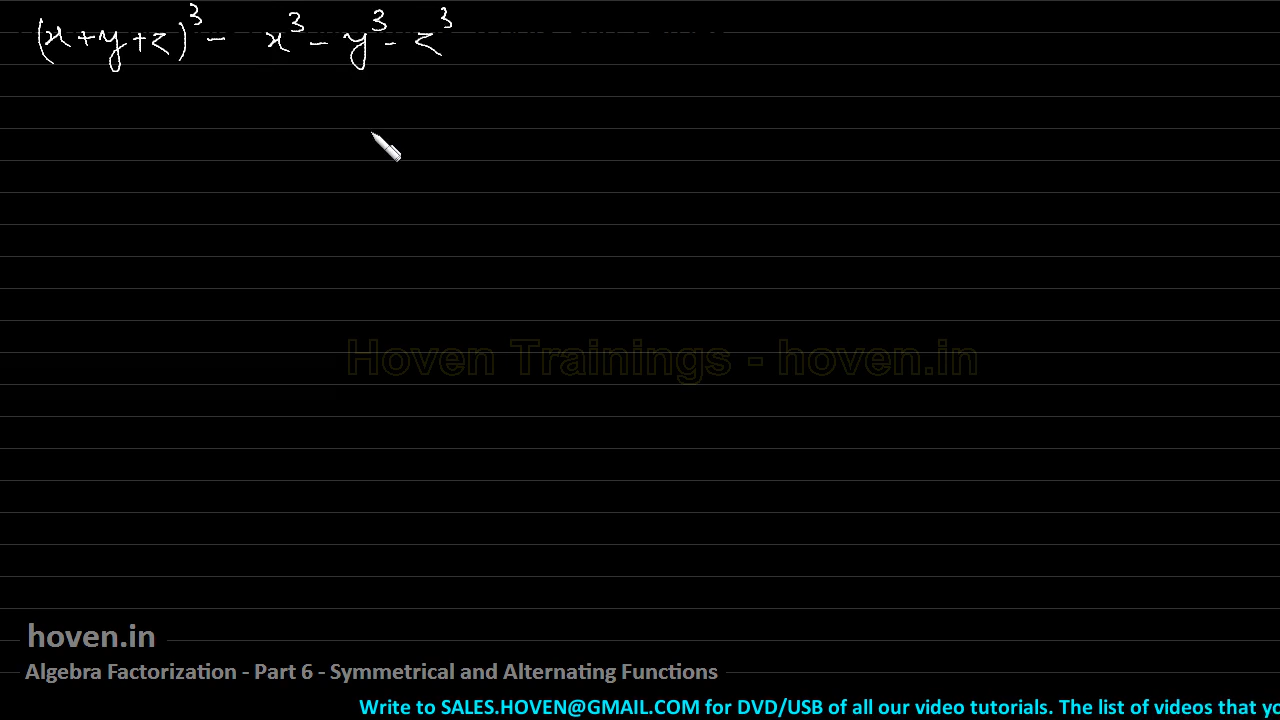 (x+y+z)³ - x³ - y³ - z³
Hoven Trainings - hoven.in
hoven.in
Algebra Factorization - Part 6 - Symmetrical and Alternating Functions
Write to SALES.HOVEN@GMAIL.COM for DVD/USB of all our video tutorials. The list of videos that yo